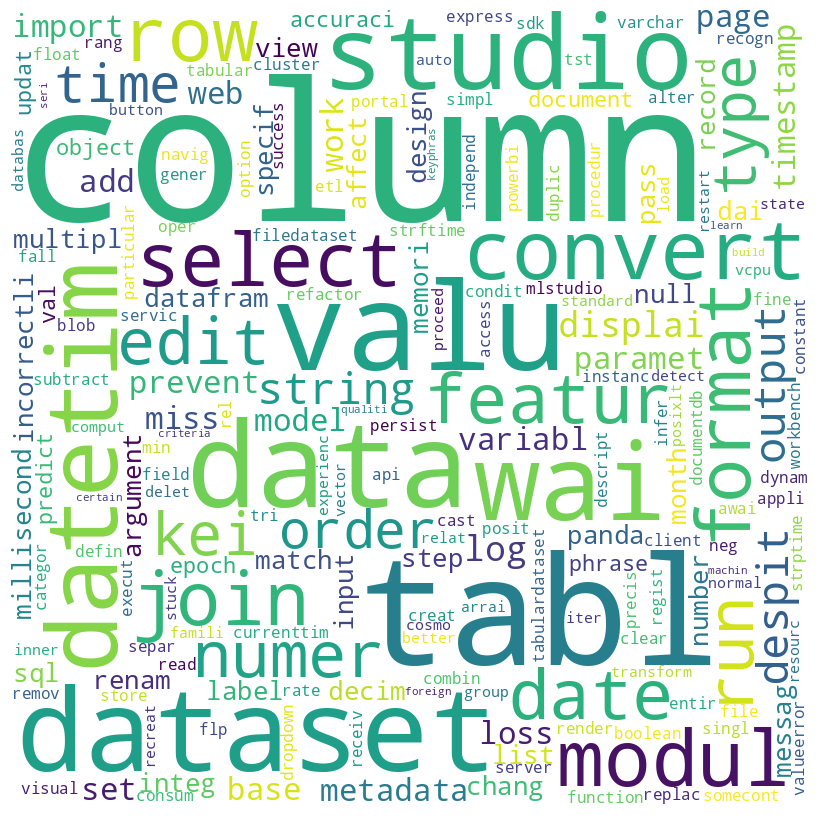 import
row
accuraci
express
sdk
varchar
page
float
rang
view
studio
auto
tst
recogn
time
tabular
cluster
web
portal
simpl
document
alter
record
timestamp
updat
seri
button
databas
object
navig
gener
option
success
specif
etl
work
affect
design
independ
powerbi
duplic
procedur
load
pass
restart
type
dai
state
learn
add
column
multipl
oper
particular
filedataset
strftime
build
vcpu
fall
val
select
refactor
memori
condit
mlstudio
convert
standard
null
fine
blob
datafram
servic
proceed
access
displai
constant
incorrectli
datetim
edit
valu
paramet
format
output
workbench
subtract
prevent
string
featur
instanc
detect
comput
miss
model
qualiti
persist
variabl
infer
posixlt
documentdb
predict
min
criteria
rel
certain
argument
field
delet
data
wai
descript
month
dynam
awai
appli
strptime
millisecond
categor
defin
kei
tri
experienc
vector
api
order
relat
cast
posit
panda
client
neg
machin
normal
despit
execut
stuck
epoch
match
input
step
log
phrase
number
resourc
join
arrai
creat
cosmo
iter
tabulardataset
precis
regist
inner
famili
currenttim
better
tabl
clear
run
sql
separ
read
numer
combin
transform
remov
renam
store
label
rate
decim
foreign
group
date
entir
messag
valueerror
recreat
flp
dropdown
receiv
loss
render
boolean
file
singl
dataset
list
server
modul
visual
set
integ
consum
base
metadata
chang
function
replac
somecont
keyphras